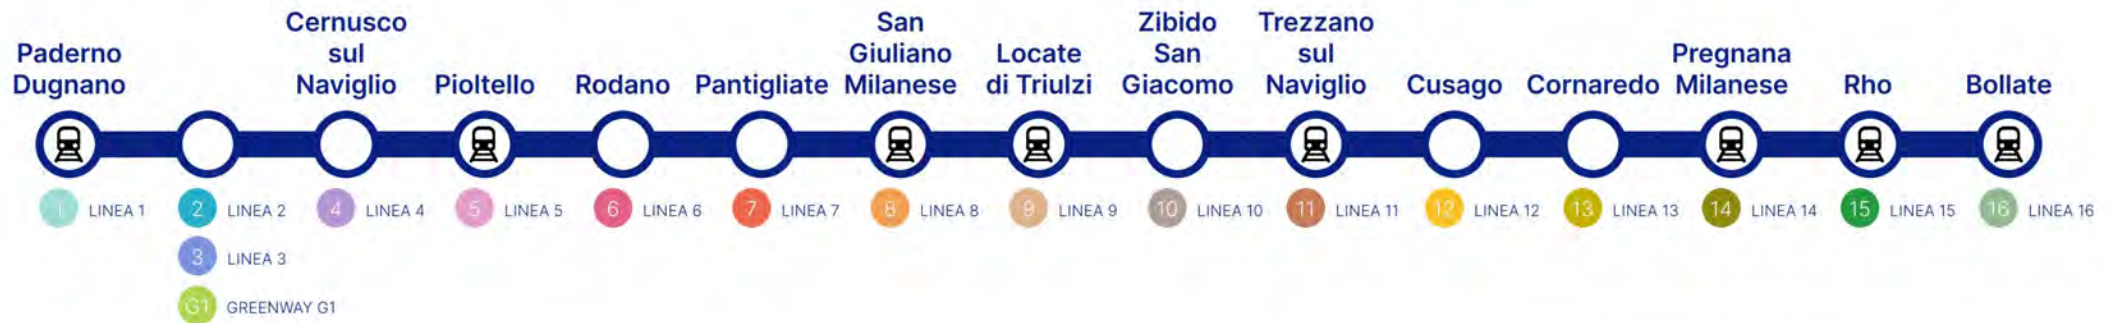 Paderno
Dugnano
Cernusco
sul
Naviglio
Pioltello
Rodano
Pantigliate
San
Giuliano
Milanese
Locate
di Triulzi
Zibido
San
Giacomo
Trezzano
sul
Naviglio
Cusago
Cornaredo
Pregnana
Milanese
Rho
Bollate
1 LINEA 1
2 LINEA 2
4 LINEA 4
5 LINEA 5
6 LINEA 6
7 LINEA 7
8 LINEA 8
9 LINEA 9
10 LINEA 10
11 LINEA 11
12 LINEA 12
13 LINEA 13
14 LINEA 14
15 LINEA 15
16 LINEA 16
3 LINEA 3
G1 GREENWAY G1